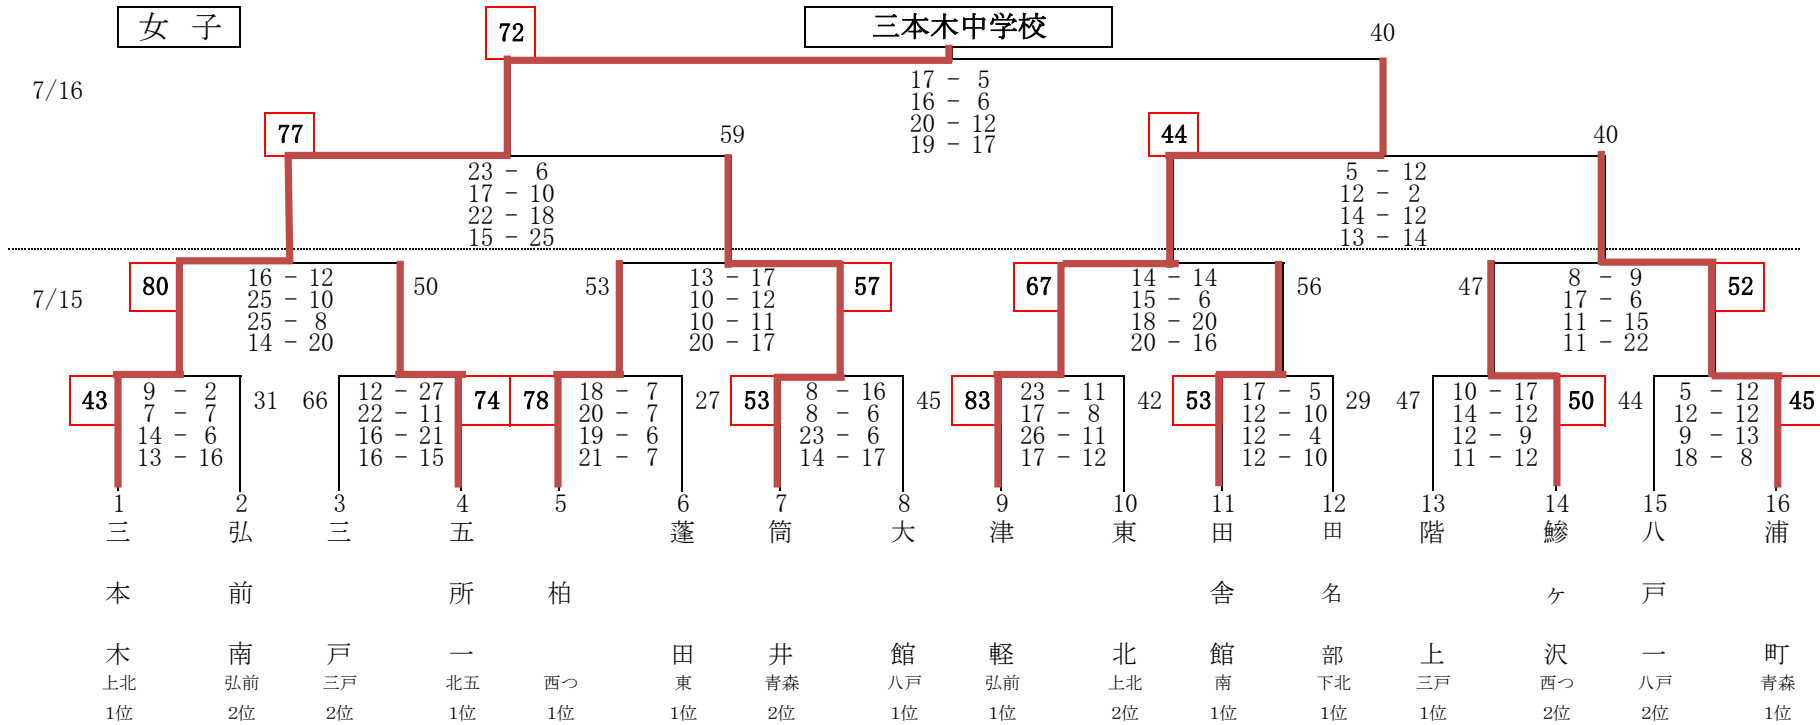 女 子
72
三本木中学校
40
7/16
17 - 5
16 - 6
20 - 12
19 - 17
77
59
44
40
23 - 6
17 - 10
22 - 18
15 - 25
5 - 12
12 - 2
14 - 12
13 - 14
7/15
80
16 - 12
25 - 10
25 - 8
14 - 20
50
53
13 - 17
10 - 12
10 - 11
20 - 17
57
67
14 - 14
15 - 6
18 - 20
20 - 16
56
47
8 - 9
17 - 6
11 - 15
11 - 22
52
43
9 - 2
7 - 7
14 - 6
13 - 16
31
66
12 - 27
22 - 11
16 - 21
16 - 15
74
78
18 - 7
20 - 7
19 - 6
21 - 7
27
53
8 - 16
8 - 6
23 - 6
14 - 17
45
83
23 - 11
17 - 8
26 - 11
17 - 12
42
53
17 - 5
12 - 10
12 - 4
12 - 10
29
47
10 - 17
14 - 12
12 - 9
11 - 12
50
44
5 - 12
12 - 12
9 - 13
18 - 8
45
1 2 3 4 5 6 7 8 9 10 11 12 13 14 15 16
三本木
弘前南
三戸
五所一
柏
蓬田
筒井
大館
津軽
東北
田舎館
田名部
階上
鰺ヶ沢
八戸一
浦町
上北 弘前 三戸 北五 西つ 東 青森 八戸 弘前 上北 南 下北 三戸 西つ 八戸 青森
1位 2位 2位 1位 1位 1位 2位 1位 1位 2位 1位 1位 1位 2位 2位 1位